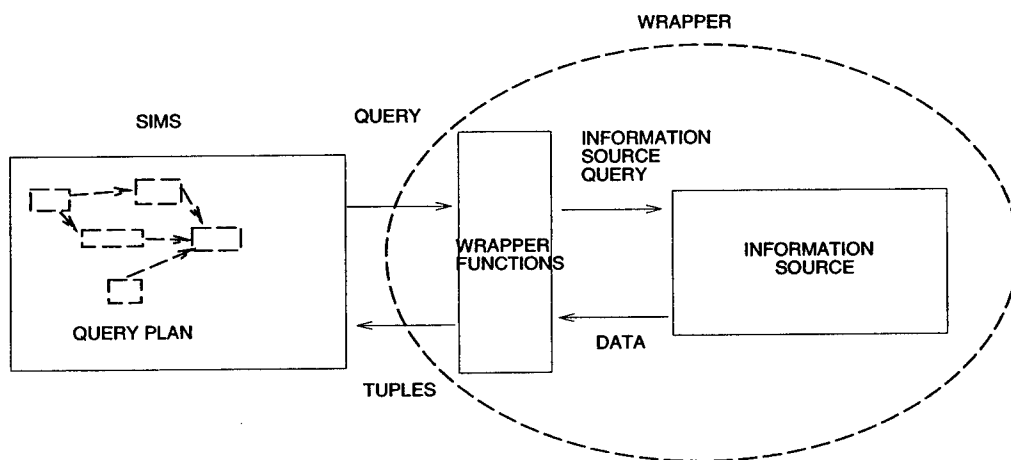 WRAPPER
SIMS
QUERY
INFORMATION
SOURCE
QUERY
WRAPPER
FUNCTIONS
INFORMATION
SOURCE
QUERY PLAN
DATA
TUPLES